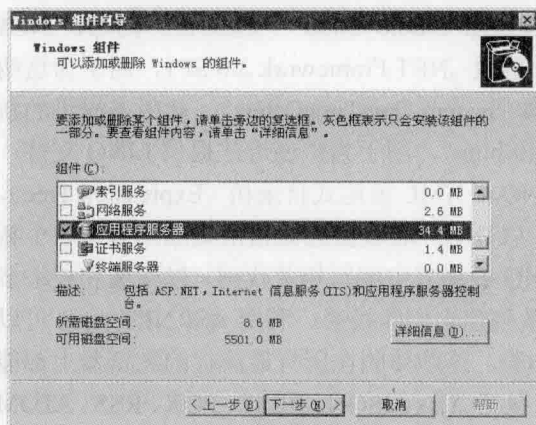 Windows 组件向导
Windows 组件
可以添加或删除 Windows 的组件。
要添加或删除某个组件，请单击旁边的复选框。灰色框表示只会安装该组件的
一部分。要查看组件内容，请单击“详细信息”。
组件(C):
索引服务 0.0 MB
网络服务 2.6 MB
应用程序服务器 34.4 MB
证书服务 1.4 MB
终端服务器 0.0 MB
描述: 包括 ASP.NET，Internet 信息服务(IIS)和应用程序服务器控制
台。
所需磁盘空间: 8.6 MB
可用磁盘空间: 5501.0 MB
详细信息(D)...
< 上一步(B) 下一步(N) > 取消 帮助